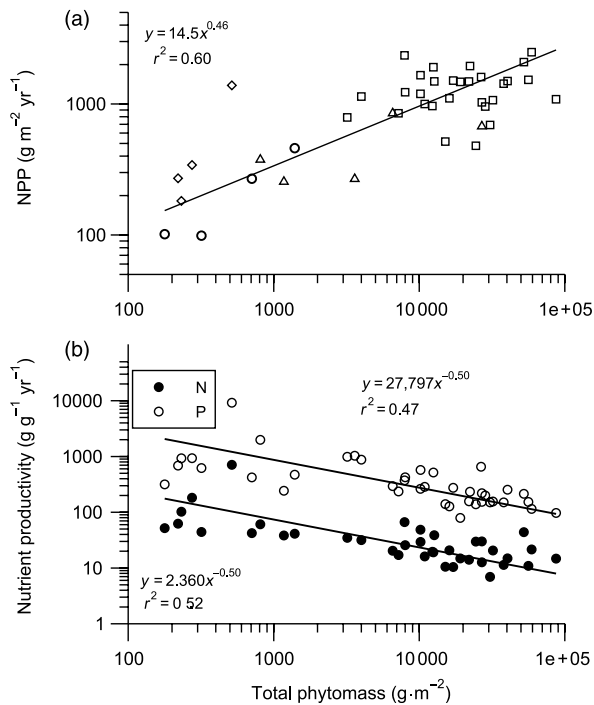 (a)
y = 14.5x^0.46
r² = 0.60
NPP (g m⁻² yr⁻¹)
1000
100
100 1000 10000 1e+05
(b)
N
P
y = 27,797x^−0.50
r² = 0.47
Nutrient productivity (g g⁻¹ yr⁻¹)
10000
1000
100
10
1
y = 2.360x^−0.50
r² = 0.52
100 1000 10000 1e+05
Total phytomass (g·m⁻²)